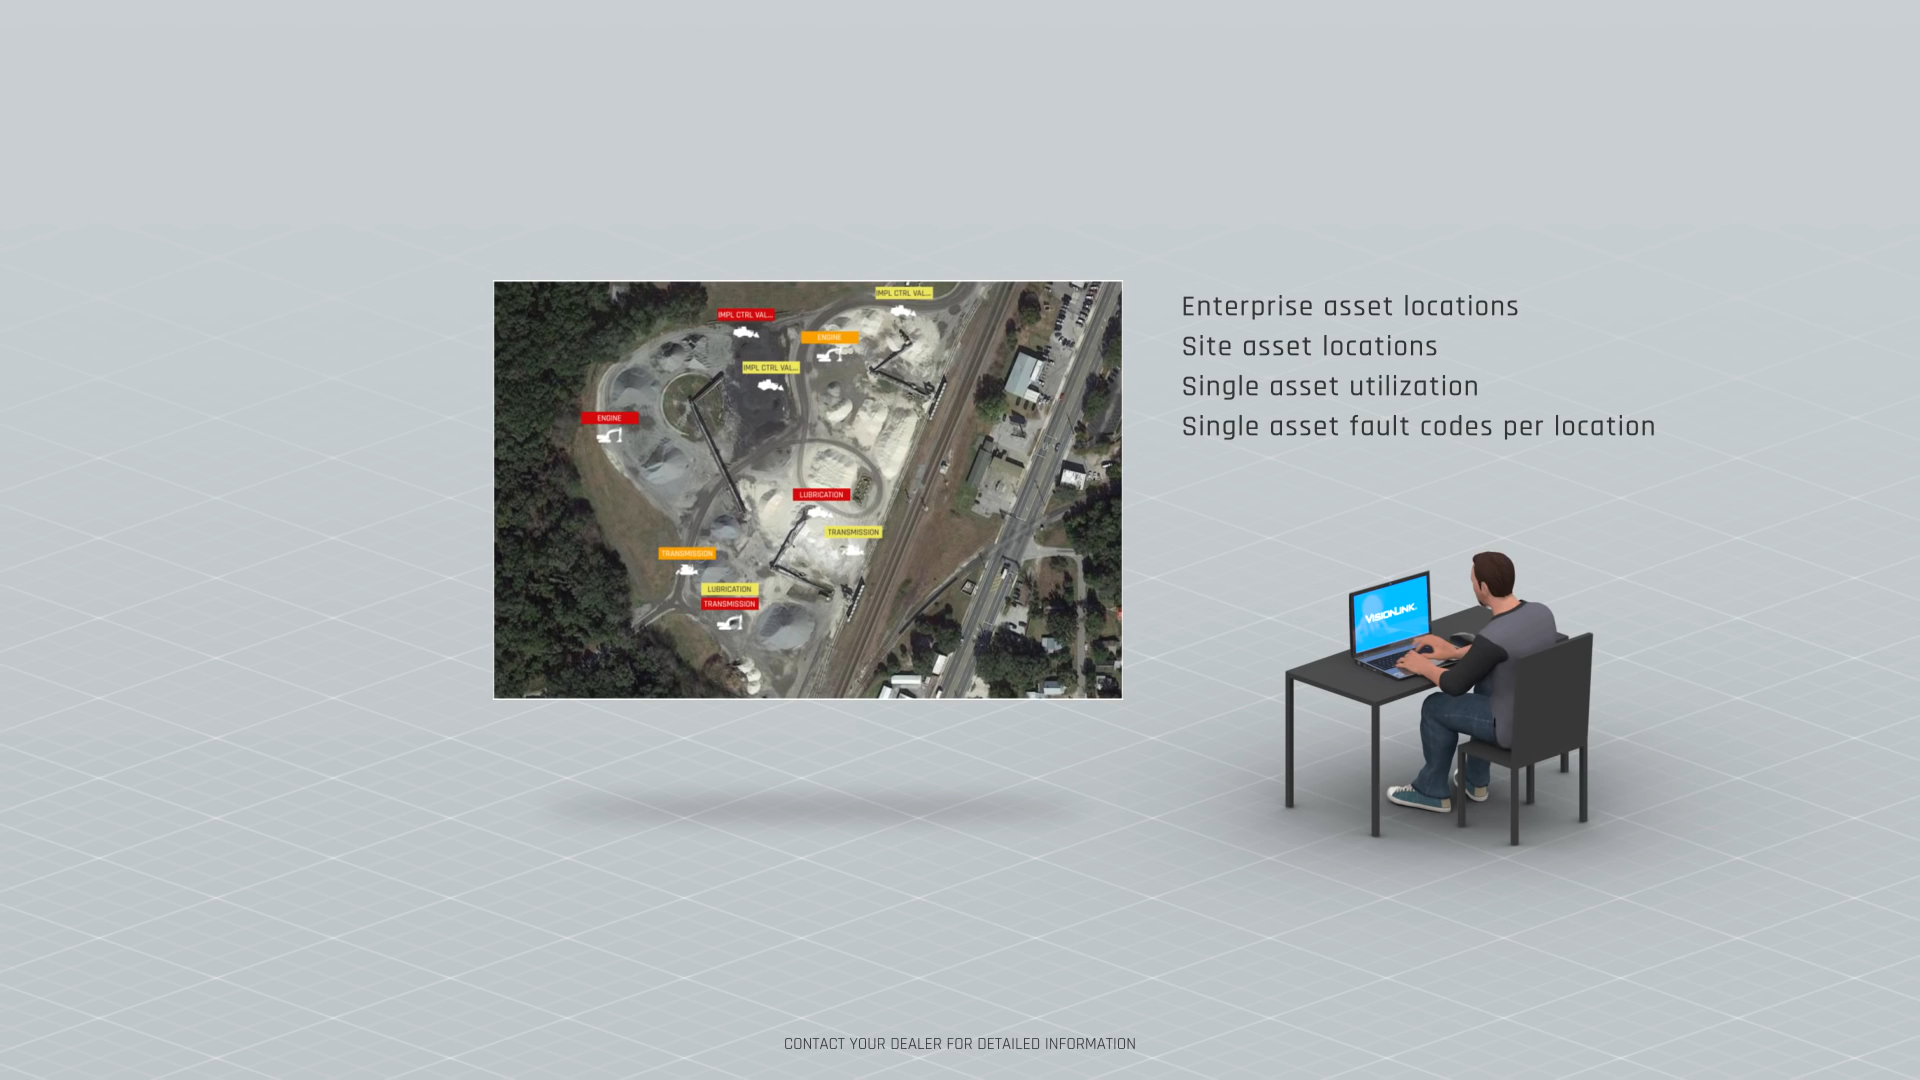 IMPL CTRL VAL...
IMPL CTRL VAL...
ENGINE
IMPL CTRL VAL...
ENGINE
LUBRICATION
TRANSMISSION
TRANSMISSION
LUBRICATION
TRANSMISSION
Enterprise asset locations
Site asset locations
Single asset utilization
Single asset fault codes per location
VISIONLINK
CONTACT YOUR DEALER FOR DETAILED INFORMATION